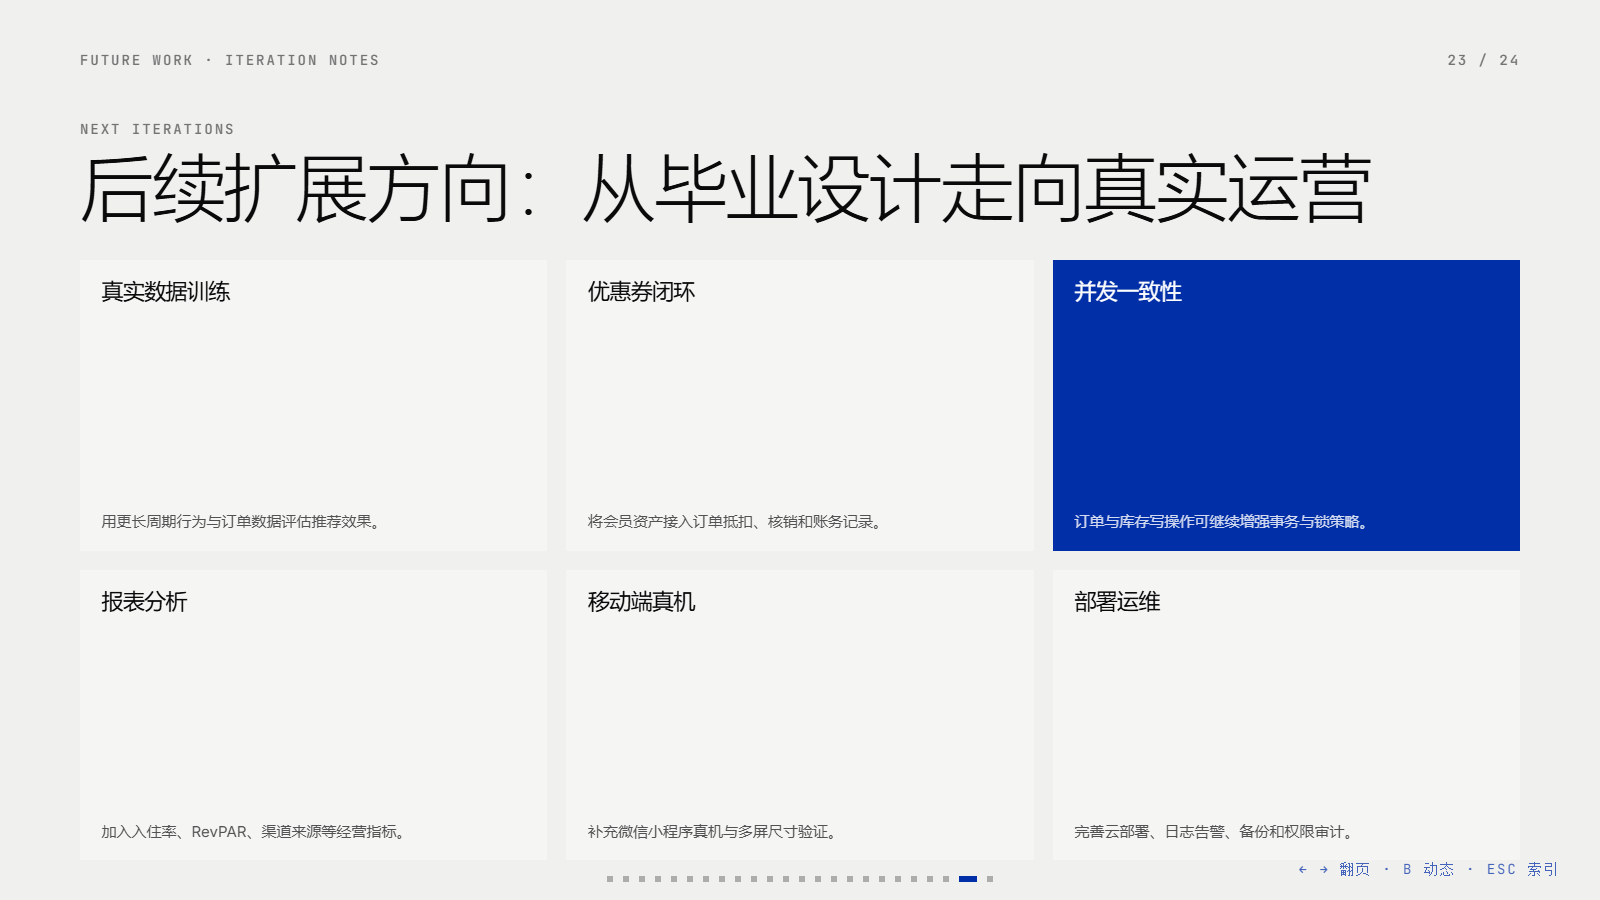 FUTURE WORK · ITERATION NOTES
23 / 24
NEXT ITERATIONS
后续扩展方向：从毕业设计走向真实运营
真实数据训练
用更长周期行为与订单数据评估推荐效果。
优惠券闭环
将会员资产接入订单抵扣、核销和账务记录。
并发一致性
订单与库存写操作可继续增强事务与锁策略。
报表分析
加入入住率、RevPAR、渠道来源等经营指标。
移动端真机
补充微信小程序真机与多屏尺寸验证。
部署运维
完善云部署、日志告警、备份和权限审计。
← → 翻页 · B 动态 · ESC 索引